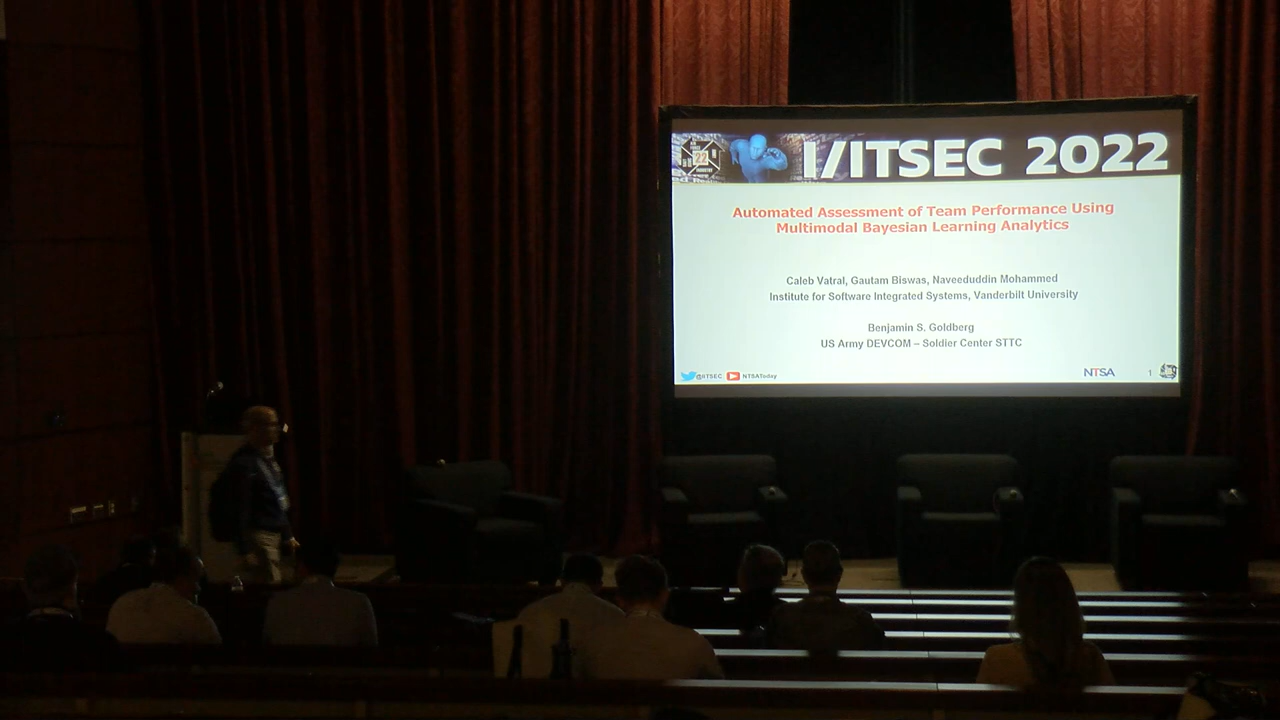 I/ITSEC 2022
Automated Assessment of Team Performance Using
Multimodal Bayesian Learning Analytics
Caleb Vatral, Gautam Biswas, Naveeduddin Mohammed
Institute for Software Integrated Systems, Vanderbilt University
Benjamin S. Goldberg
US Army DEVCOM – Soldier Center STTC
@IITSEC NTSAToday
NTSA 1